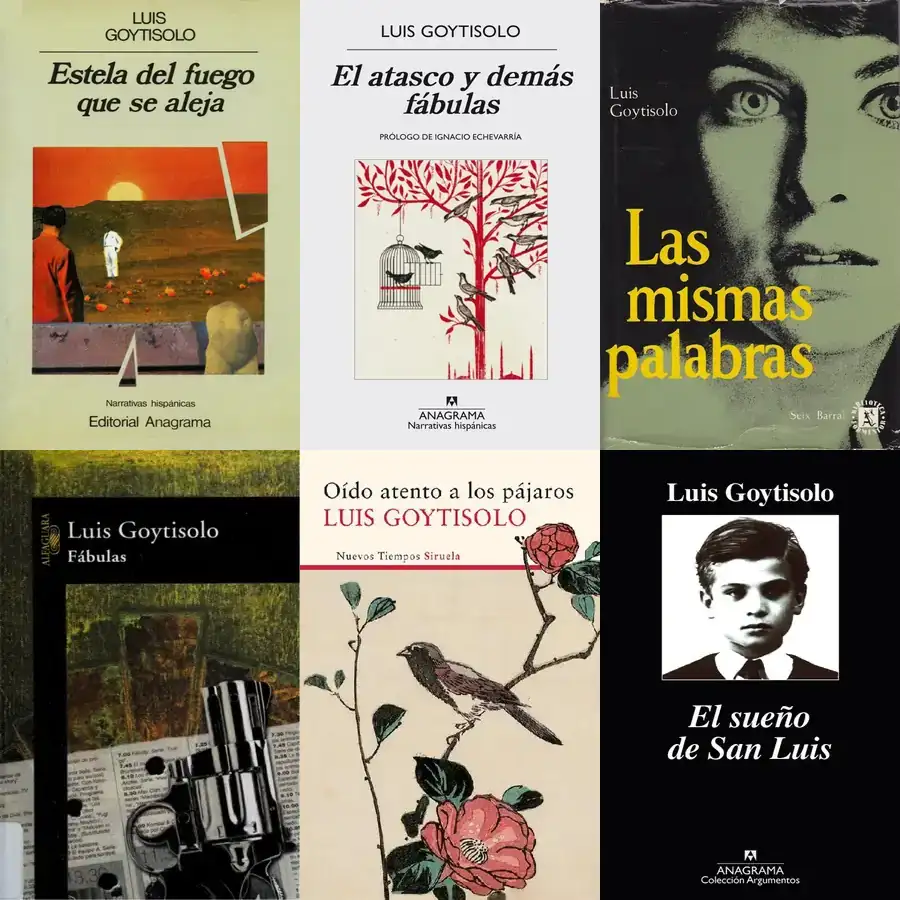 LUIS
GOYTISOLO
Estela del fuego
que se aleja
Narrativas hispánicas
Editorial Anagrama
LUIS GOYTISOLO
El atasco y demás
fábulas
PRÓLOGO DE IGNACIO ECHEVARRÍA
ANAGRAMA
Narrativas hispánicas
Luis
Goytisolo
Las
mismas
palabras
Seix Barral
ALFAGUARA
Luis Goytisolo
Fábulas
Oído atento a los pájaros
LUIS GOYTISOLO
Nuevos Tiempos Siruela
Luis Goytisolo
El sueño
de San Luis
ANAGRAMA
Colección Argumentos